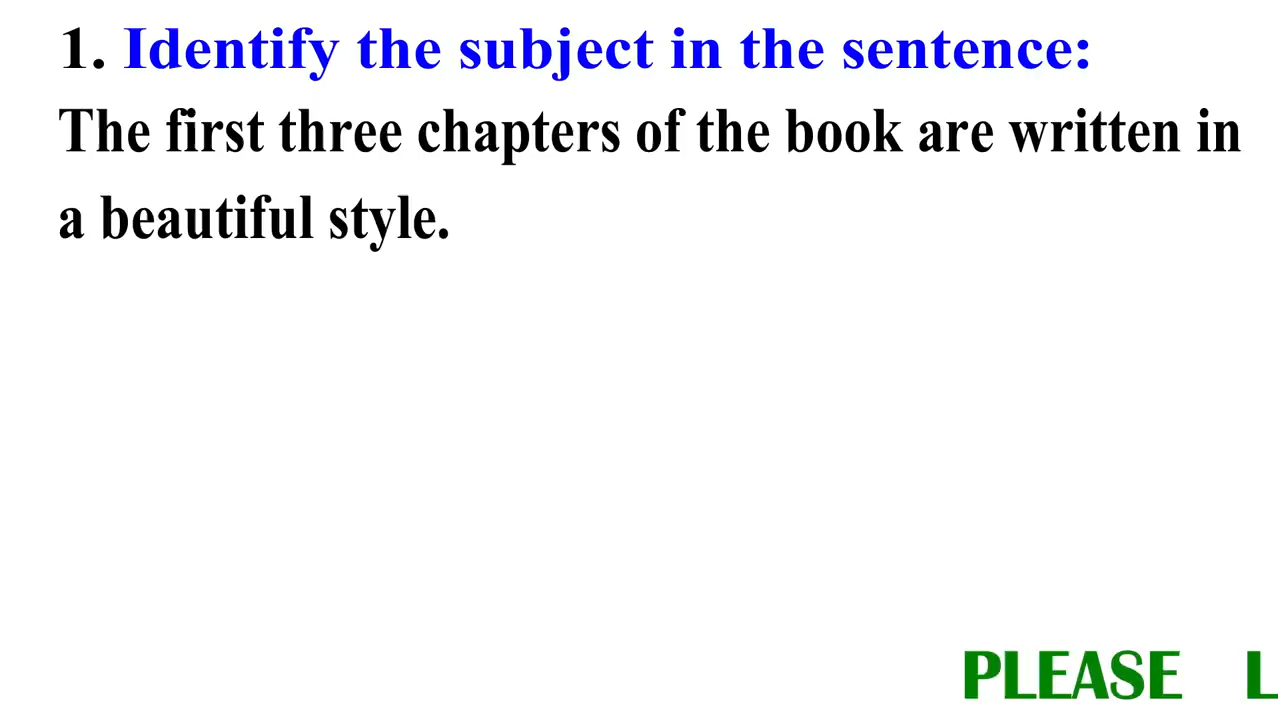 1. Identify the subject in the sentence:
The first three chapters of the book are written in
a beautiful style.
PLEASE L